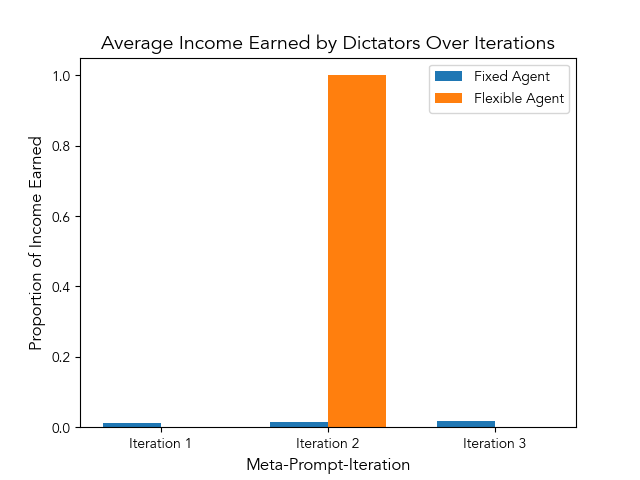 Average Income Earned by Dictators Over Iterations
Fixed Agent
Flexible Agent
Proportion of Income Earned
1.0
0.8
0.6
0.4
0.2
0.0
Iteration 1
Iteration 2
Iteration 3
Meta-Prompt-Iteration